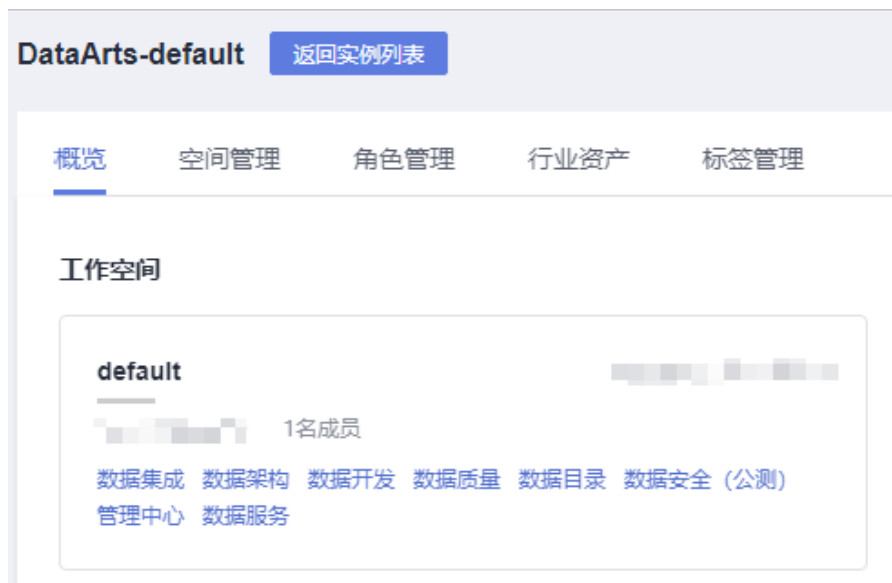 DataArts-default 返回实例列表
概览 空间管理 角色管理 行业资产 标签管理
工作空间
default
1名成员
数据集成 数据架构 数据开发 数据质量 数据目录 数据安全（公测）
管理中心 数据服务